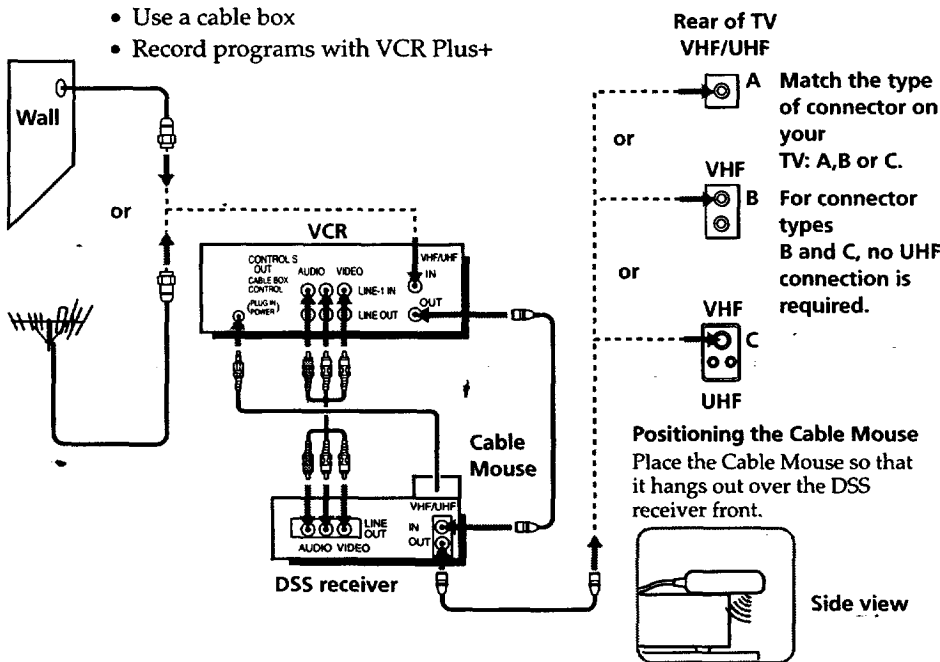 • Use a cable box
• Record programs with VCR Plus+
Wall
or
VCR
CONTROL S
OUT
CABLE BOX
CONTROL
(PLUG IN
POWER)
AUDIO VIDEO
LINE-1 IN
LINE OUT
VHF/UHF
IN
OUT
Cable
Mouse
VHF/UHF
IN
OUT
LINE
OUT
AUDIO VIDEO
DSS receiver
Rear of TV
VHF/UHF
A
or
VHF
B
or
VHF
C
UHF
Match the type
of connector on
your
TV: A,B or C.
For connector
types
B and C, no UHF
connection is
required.
Positioning the Cable Mouse
Place the Cable Mouse so that
it hangs out over the DSS
receiver front.
Side view